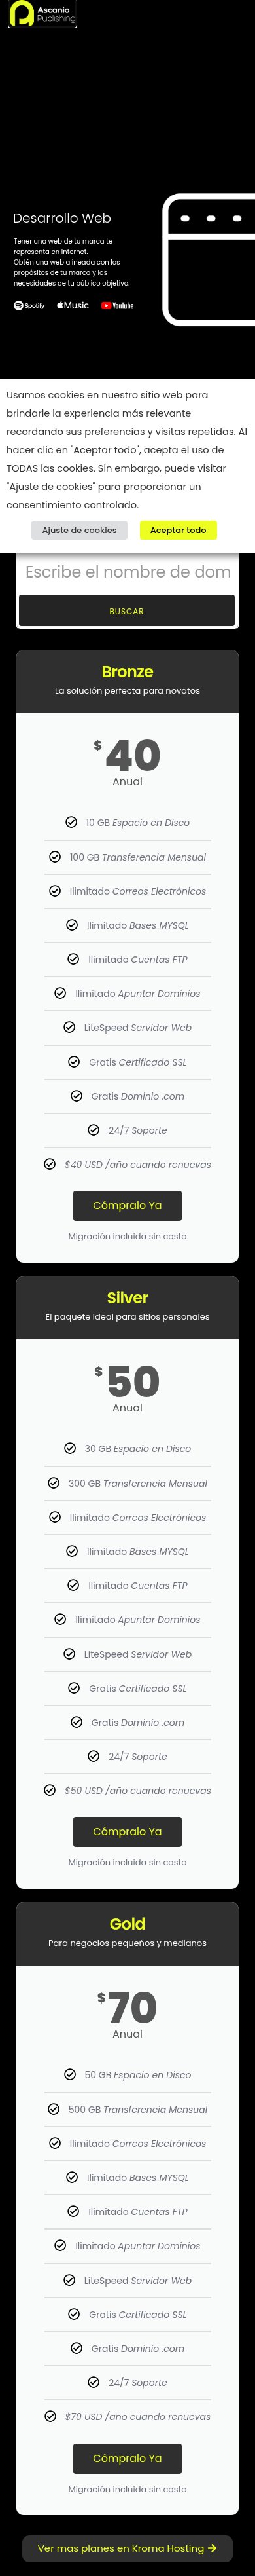 Ascanio
Publishing
Desarrollo Web
Tener una web de tu marca te
representa en Internet.
Obtén una web alineada con los
propósitos de tu marca y las
necesidades de tu público objetivo.
Spotify Music YouTube
Usamos cookies en nuestro sitio web para
brindarle la experiencia más relevante
recordando sus preferencias y visitas repetidas. Al
hacer clic en "Aceptar todo", acepta el uso de
TODAS las cookies. Sin embargo, puede visitar
"Ajuste de cookies" para proporcionar un
consentimiento controlado.
Ajuste de cookies Aceptar todo
Escribe el nombre de dom
BUSCAR
Bronze
La solución perfecta para novatos
$40
Anual
10 GB Espacio en Disco
100 GB Transferencia Mensual
Ilimitado Correos Electrónicos
Ilimitado Bases MYSQL
Ilimitado Cuentas FTP
Ilimitado Apuntar Dominios
LiteSpeed Servidor Web
Gratis Certificado SSL
Gratis Dominio .com
24/7 Soporte
$40 USD /año cuando renuevas
Cómpralo Ya
Migración incluida sin costo
Silver
El paquete ideal para sitios personales
$50
Anual
30 GB Espacio en Disco
300 GB Transferencia Mensual
Ilimitado Correos Electrónicos
Ilimitado Bases MYSQL
Ilimitado Cuentas FTP
Ilimitado Apuntar Dominios
LiteSpeed Servidor Web
Gratis Certificado SSL
Gratis Dominio .com
24/7 Soporte
$50 USD /año cuando renuevas
Cómpralo Ya
Migración incluida sin costo
Gold
Para negocios pequeños y medianos
$70
Anual
50 GB Espacio en Disco
500 GB Transferencia Mensual
Ilimitado Correos Electrónicos
Ilimitado Bases MYSQL
Ilimitado Cuentas FTP
Ilimitado Apuntar Dominios
LiteSpeed Servidor Web
Gratis Certificado SSL
Gratis Dominio .com
24/7 Soporte
$70 USD /año cuando renuevas
Cómpralo Ya
Migración incluida sin costo
Ver mas planes en Kroma Hosting